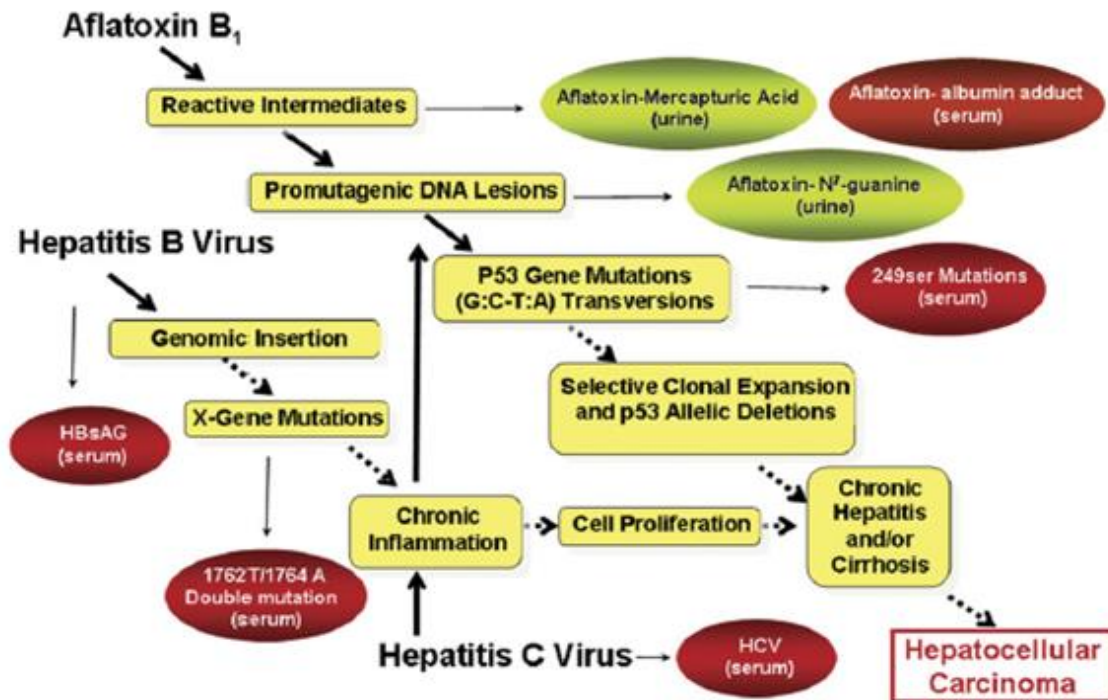 Aflatoxin B₁
Reactive Intermediates
Aflatoxin-Mercapturic Acid
(urine)
Aflatoxin- albumin adduct
(serum)
Promutagenic DNA Lesions
Aflatoxin- N⁷-guanine
(urine)
Hepatitis B Virus
P53 Gene Mutations
(G:C-T:A) Transversions
249ser Mutations
(serum)
Genomic Insertion
Selective Clonal Expansion
and p53 Allelic Deletions
X-Gene Mutations
HBsAG
(serum)
Chronic
Inflammation
Cell Proliferation
Chronic
Hepatitis
and/or
Cirrhosis
1762T/1764 A
Double mutation
(serum)
Hepatitis C Virus
HCV
(serum)
Hepatocellular
Carcinoma